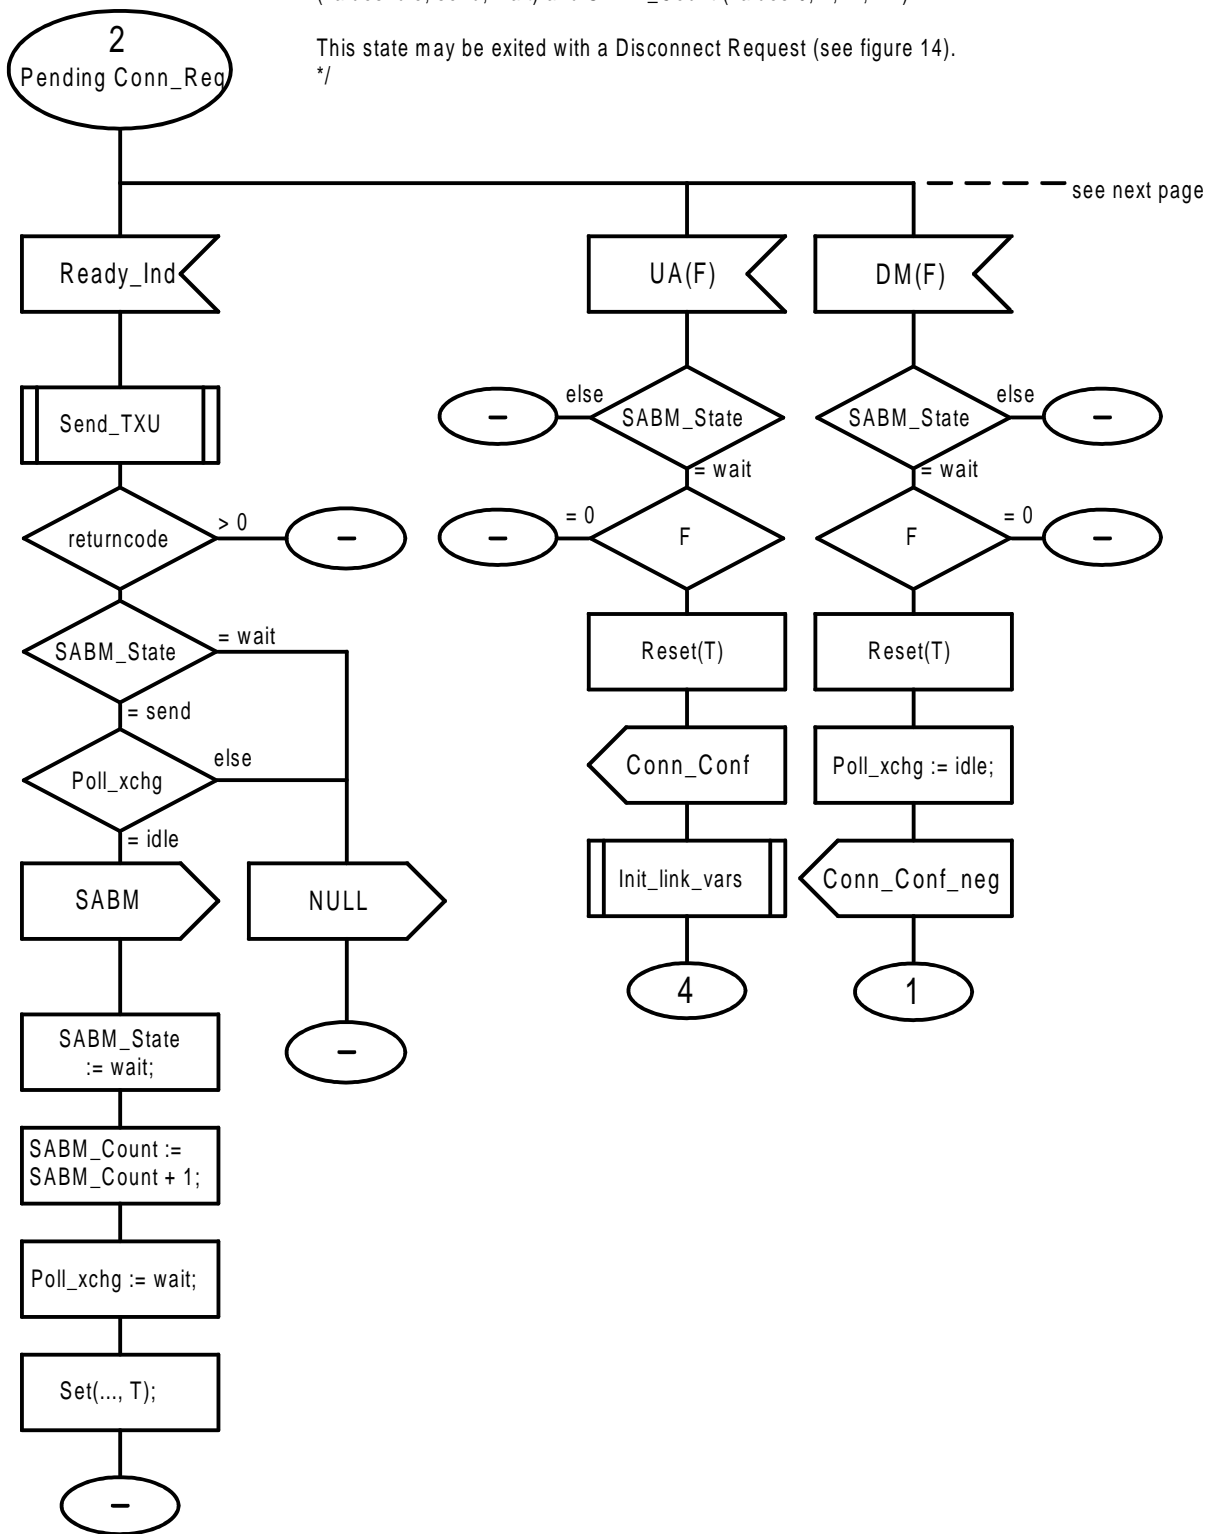 This state may be exited with a Disconnect Request (see figure 14).
*/
2
Pending Conn_Req
see next page
Ready_Ind
UA(F)
DM(F)
Send_TXU
else
SABM_State
= wait
SABM_State
else
= wait
returncode
> 0
–
–
–
= 0
–
F
F
= 0
–
SABM_State
= wait
= send
Reset(T)
Reset(T)
Poll_xchg
else
= idle
Conn_Conf
Poll_xchg := idle;
SABM
NULL
Init_link_vars
Conn_Conf_neg
4
1
SABM_State
:= wait;
–
SABM_Count :=
SABM_Count + 1;
Poll_xchg := wait;
Set(..., T);
–